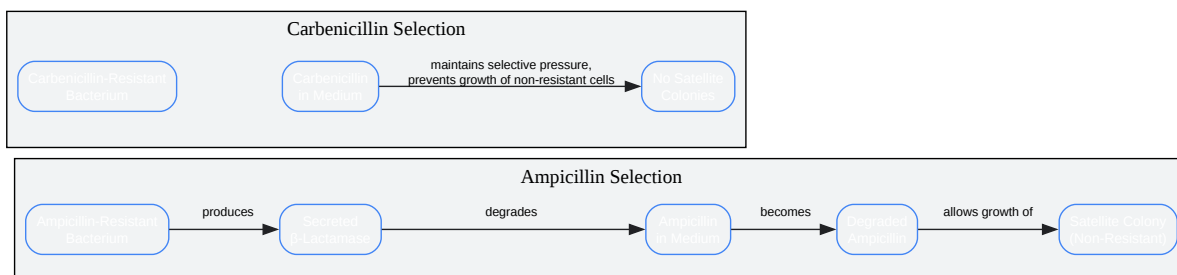 Carbenicillin Selection
Carbenicillin-Resistant
Bacterium
Carbenicillin
in Medium
maintains selective pressure,
prevents growth of non-resistant cells
No Satellite
Colonies
Ampicillin Selection
Ampicillin-Resistant
Bacterium
produces
Secreted
β-Lactamase
degrades
Ampicillin
in Medium
becomes
Degraded
Ampicillin
allows growth of
Satellite Colony
(Non-Resistant)